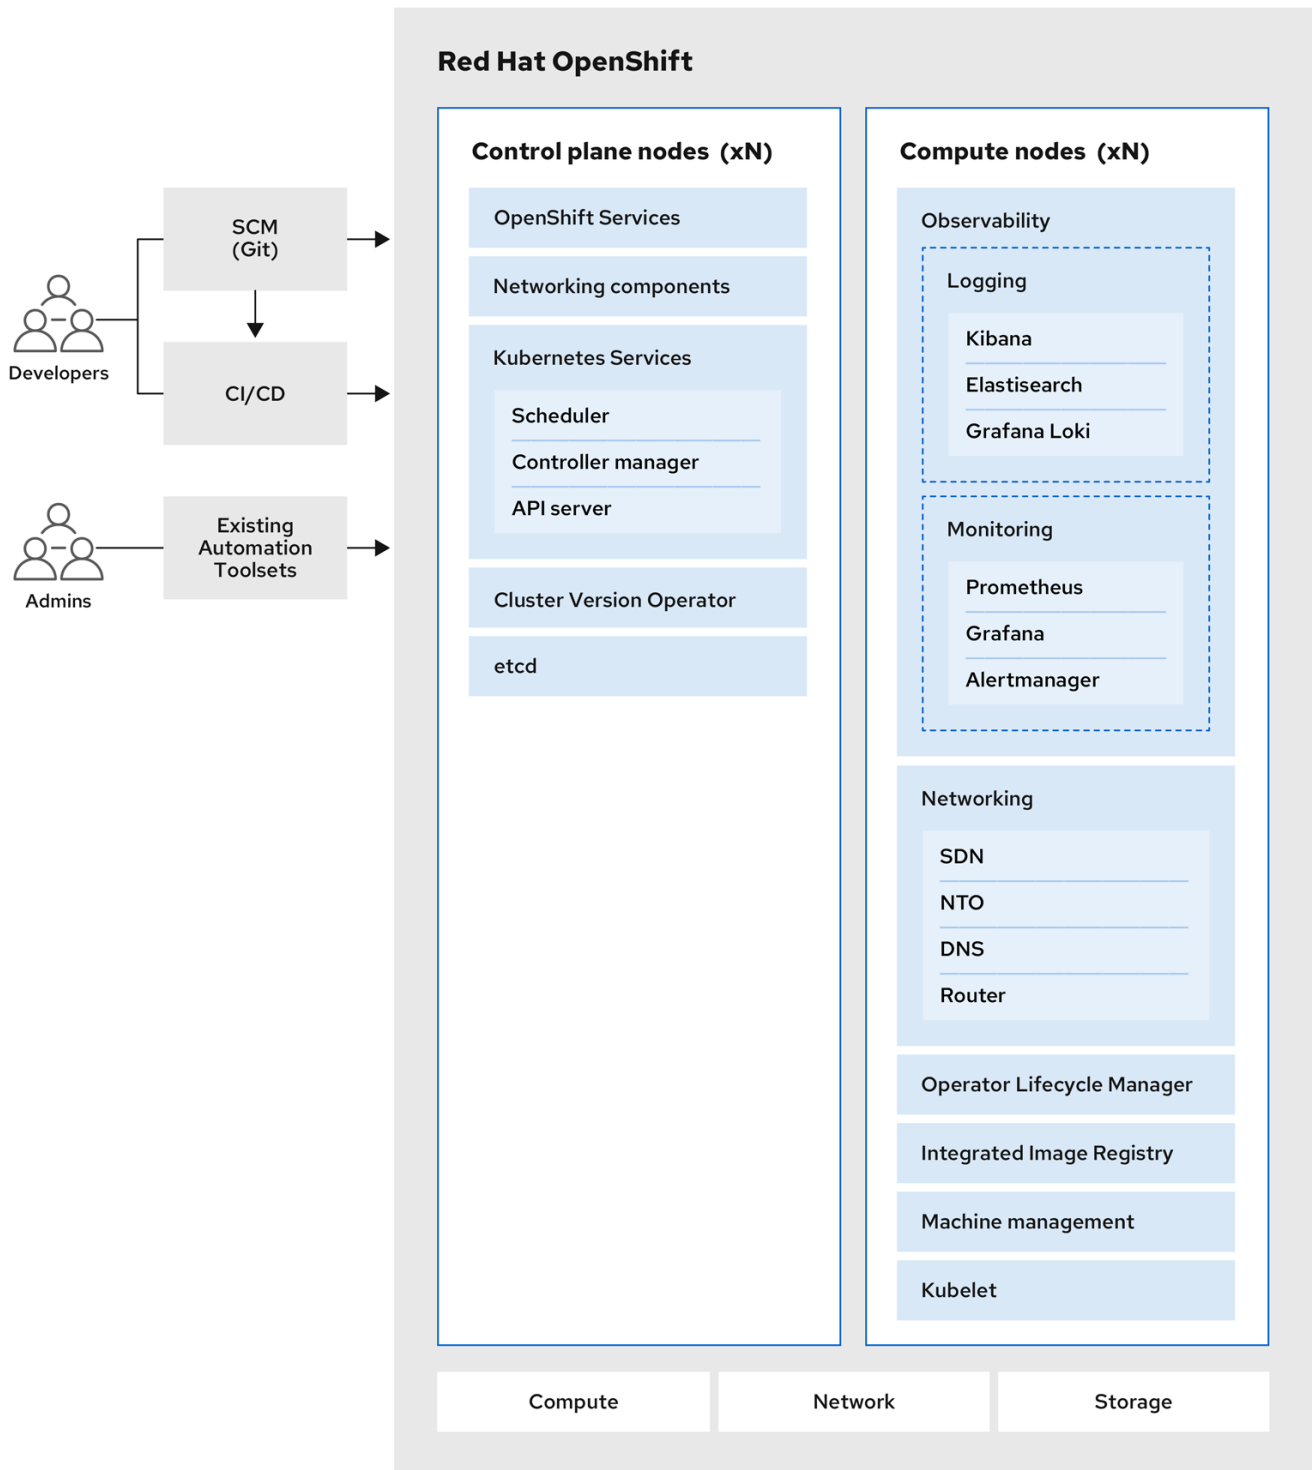 Red Hat OpenShift
Developers
SCM
(Git)
CI/CD
Admins
Existing
Automation
Toolsets
Control plane nodes (xN)
OpenShift Services
Networking components
Kubernetes Services
Scheduler
Controller manager
API server
Cluster Version Operator
etcd
Compute nodes (xN)
Observability
Logging
Kibana
Elastisearch
Grafana Loki
Monitoring
Prometheus
Grafana
Alertmanager
Networking
SDN
NTO
DNS
Router
Operator Lifecycle Manager
Integrated Image Registry
Machine management
Kubelet
Compute
Network
Storage